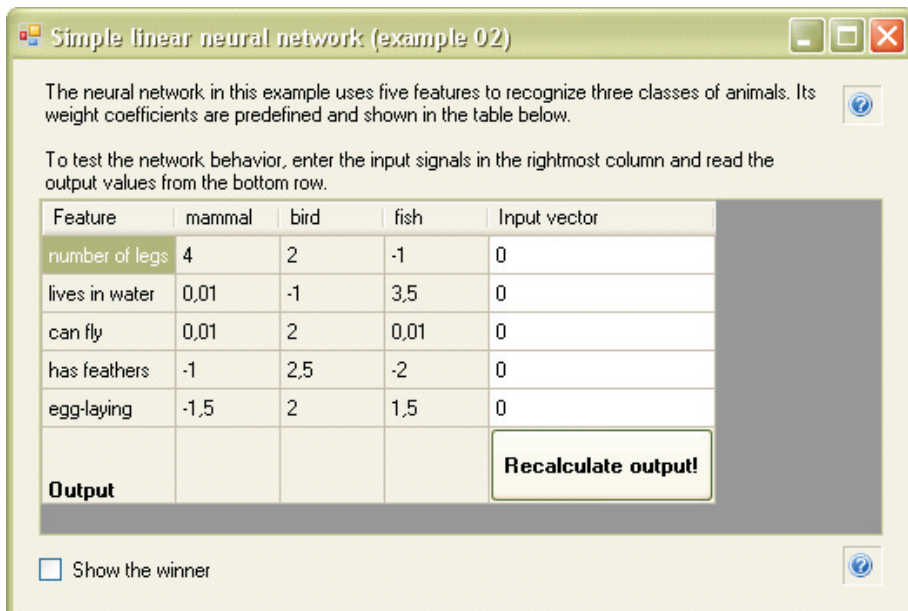 Simple linear neural network (example 02)
The neural network in this example uses five features to recognize three classes of animals. Its
weight coefficients are predefined and shown in the table below.
To test the network behavior, enter the input signals in the rightmost column and read the
output values from the bottom row.
Feature mammal bird fish Input vector
number of legs 4 2 -1 0
lives in water 0,01 -1 3,5 0
can fly 0,01 2 0,01 0
has feathers -1 2,5 -2 0
egg-laying -1,5 2 1,5 0
Recalculate output!
Output
Show the winner